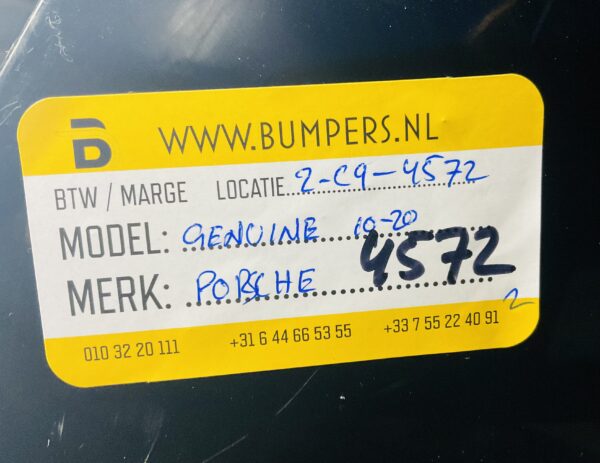 B WWW.BUMPERS.NL
BTW / MARGE LOCATIE 2-C9-4572
MODEL: GENUINE 10-20
MERK: PORSCHE 4572
2
010 32 20 111 +31 6 44 66 53 55 +33 7 55 22 40 91